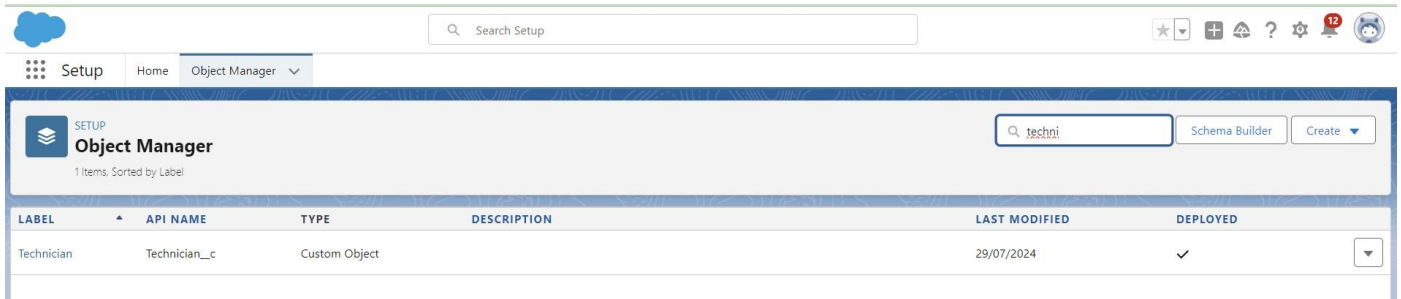 Search Setup
12
Setup Home Object Manager
SETUP
Object Manager
1 Items, Sorted by Label
techni
Schema Builder
Create
LABEL API NAME TYPE DESCRIPTION LAST MODIFIED DEPLOYED
Technician Technician__c Custom Object 29/07/2024